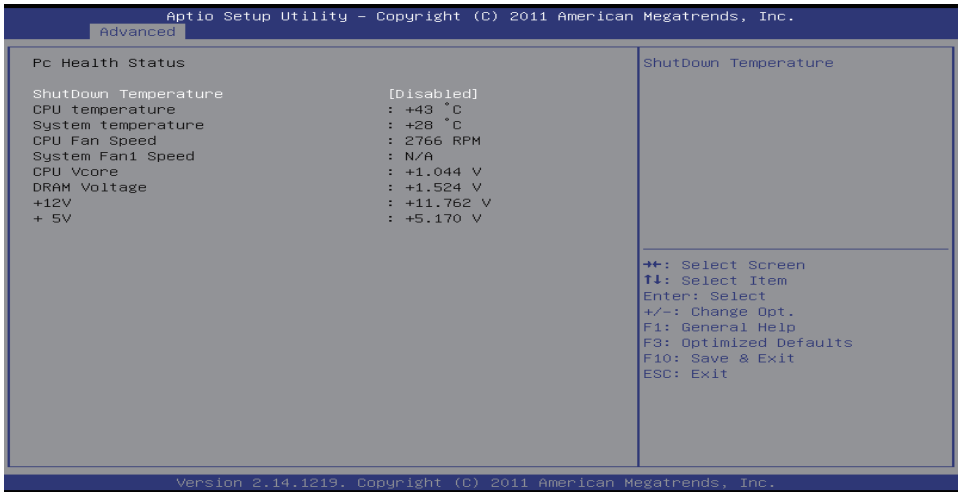 Aptio Setup Utility – Copyright (C) 2011 American Megatrends, Inc.
Advanced
Pc Health Status
ShutDown Temperature [Disabled]
CPU temperature : +43 °C
System temperature : +28 °C
CPU Fan Speed : 2766 RPM
System Fan1 Speed : N/A
CPU Vcore : +1.044 V
DRAM Voltage : +1.524 V
+12V : +11.762 V
+ 5V : +5.170 V
ShutDown Temperature
→←: Select Screen
↑↓: Select Item
Enter: Select
+/-: Change Opt.
F1: General Help
F3: Optimized Defaults
F10: Save & Exit
ESC: Exit
Version 2.14.1219. Copyright (C) 2011 American Megatrends, Inc.